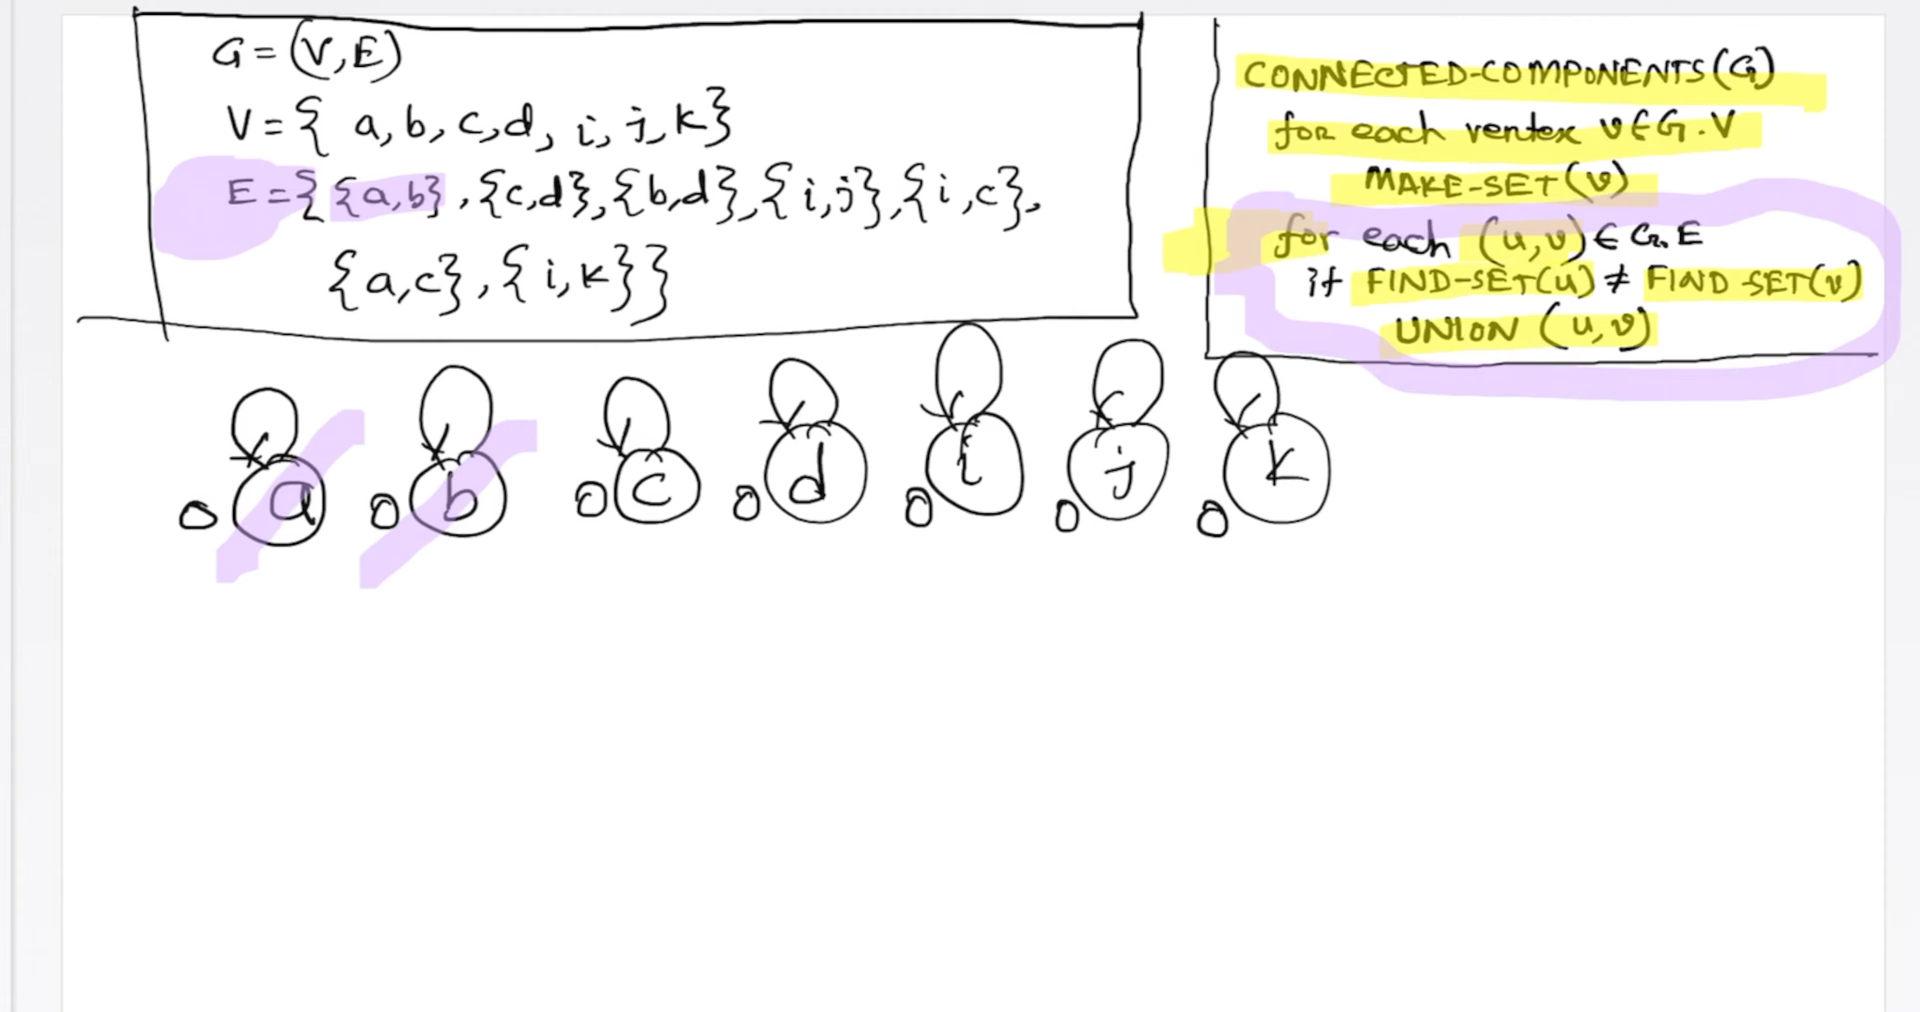 G = (V,E)
V = { a, b, c, d, i, j, k}
E = { {a,b}, {c,d}, {b,d}, {i,j}, {i,c},
{a,c}, {i,k}}
CONNECTED-COMPONENTS(G)
for each vertex v∈G.V
MAKE-SET(v)
for each (u,v)∈G.E
if FIND-SET(u) ≠ FIND-SET(v)
UNION (u,v)
0 a 0 b 0 c 0 d 0 i 0 j 0 k